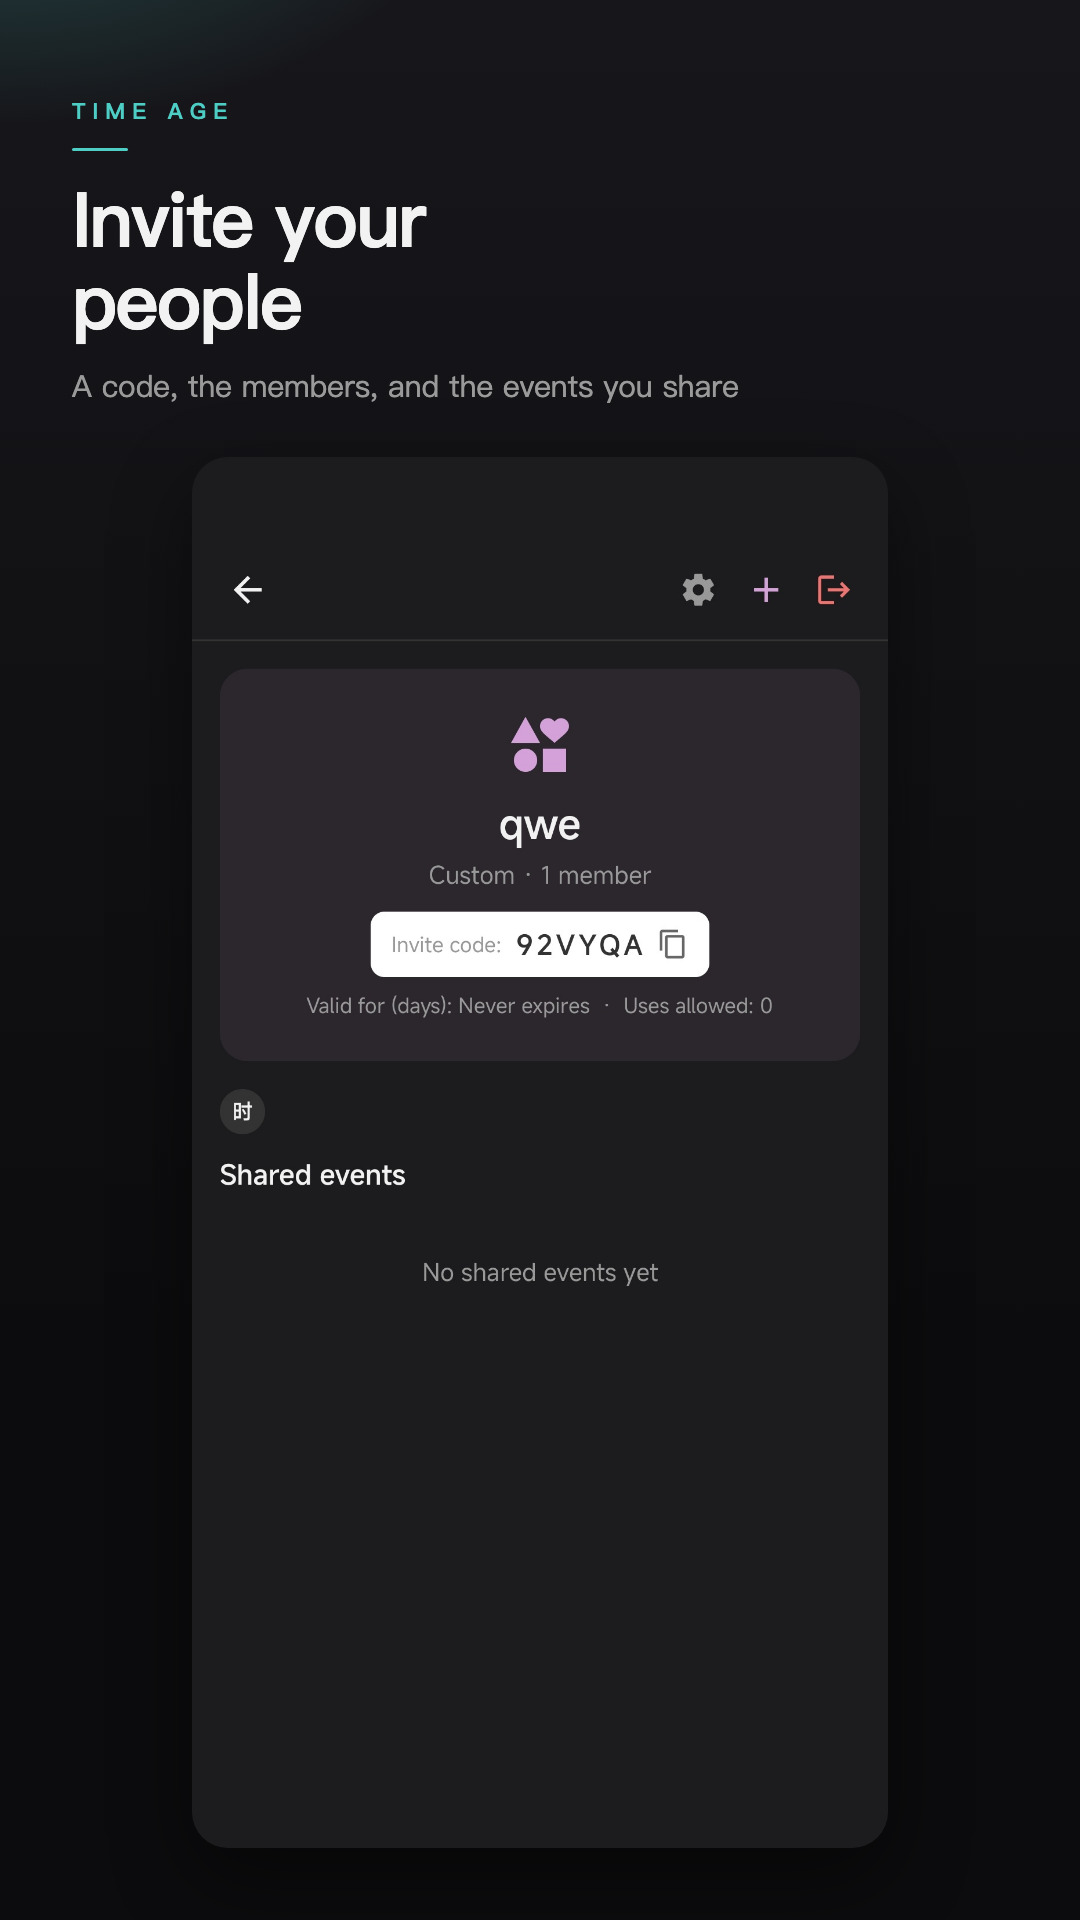 TIME AGE
Invite your
people
A code, the members, and the events you share
qwe
Custom · 1 member
Invite code: 92VYQA
Valid for (days): Never expires · Uses allowed: 0
时
Shared events
No shared events yet